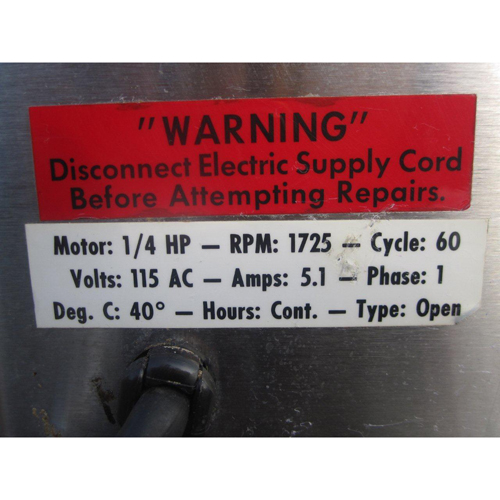 "WARNING"
Disconnect Electric Supply Cord
Before Attempting Repairs.
Motor: 1/4 HP — RPM: 1725 — Cycle: 60
Volts: 115 AC — Amps: 5.1 — Phase: 1
Deg. C: 40° — Hours: Cont. — Type: Open